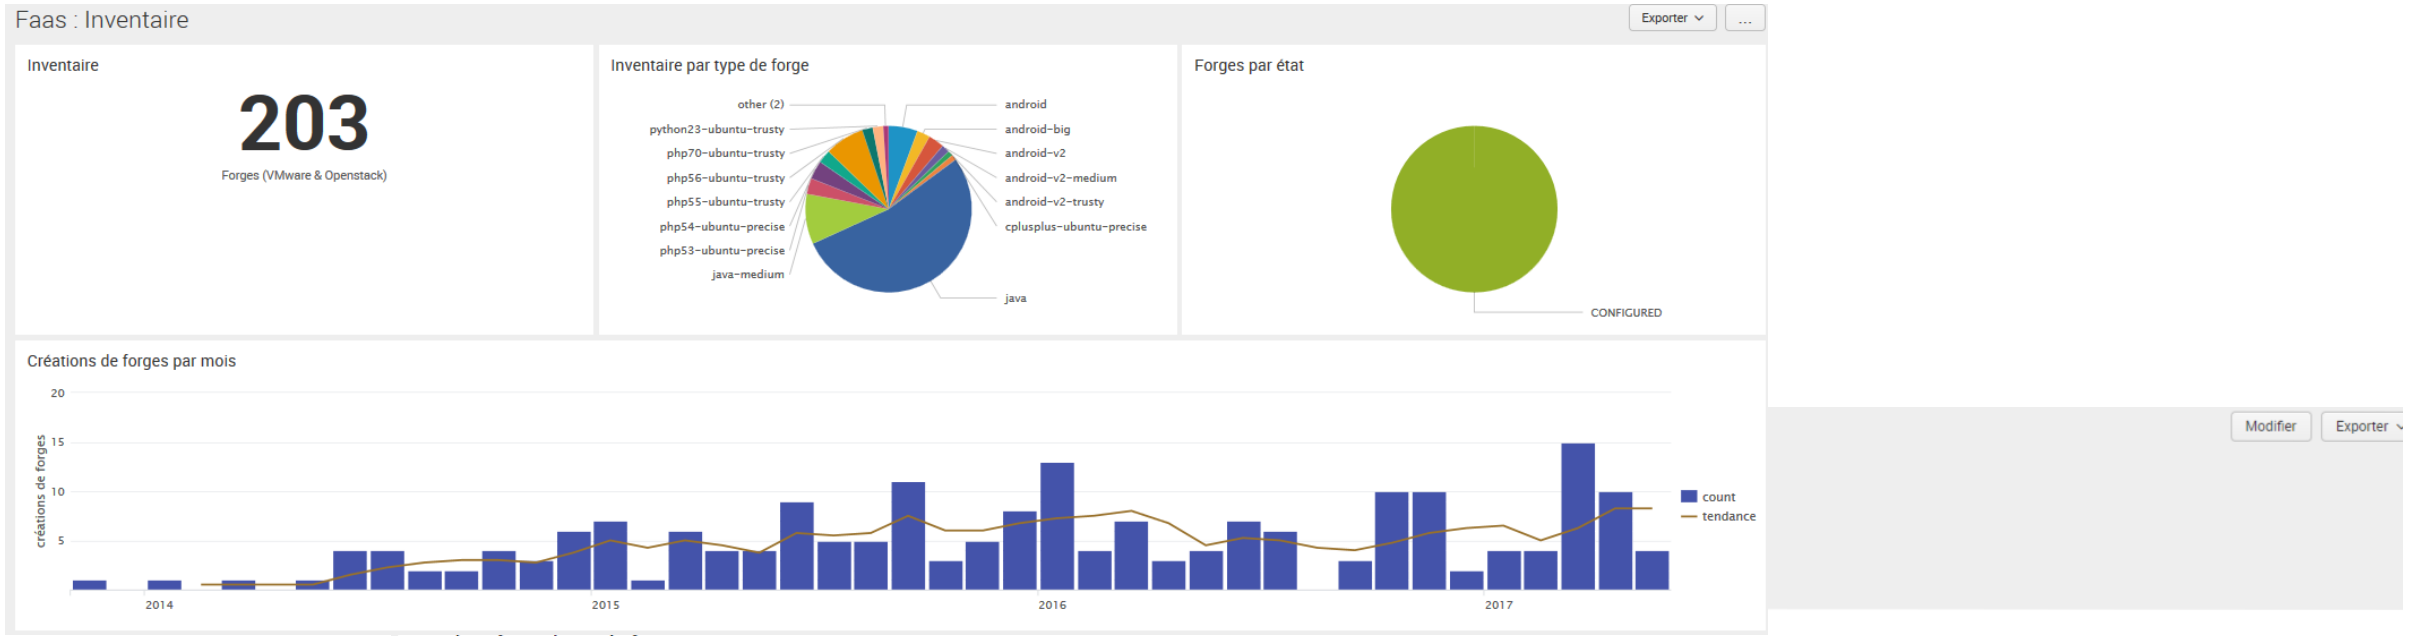 Faas : Inventaire
Exporter
...
Inventaire
203
Forges (VMware & Openstack)
Inventaire par type de forge
other (2)
python23-ubuntu-trusty
php70-ubuntu-trusty
php56-ubuntu-trusty
php55-ubuntu-trusty
php54-ubuntu-precise
php53-ubuntu-precise
java-medium
android
android-big
android-v2
android-v2-medium
android-v2-trusty
cplusplus-ubuntu-precise
java
Forges par état
CONFIGURED
Créations de forges par mois
créations de forges
20
15
10
5
2014
2015
2016
2017
count
tendance
Modifier
Exporter